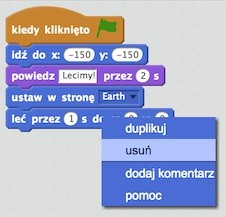 kiedy kliknięto
idź do x: -150 y: -150
powiedz Lecimy! przez 2 s
ustaw w stronę Earth
leć przez 1 s do
duplikuj
usuń
dodaj komentarz
pomoc